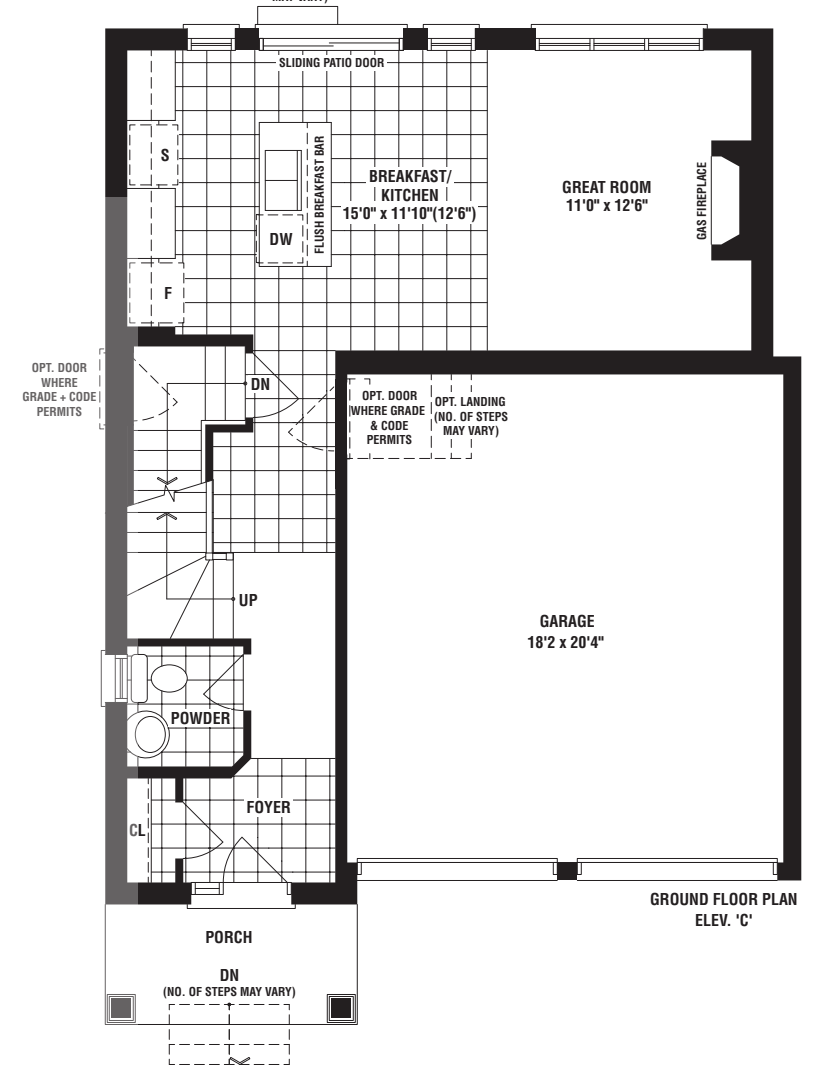 MAY VARY)
SLIDING PATIO DOOR
S
FLUSH BREAKFAST BAR
DW
F
BREAKFAST/
KITCHEN
15'0" x 11'10"(12'6")
GREAT ROOM
11'0" x 12'6"
GAS FIREPLACE
OPT. DOOR
WHERE
GRADE + CODE
PERMITS
DN
OPT. DOOR
WHERE GRADE
& CODE
PERMITS
OPT. LANDING
(NO. OF STEPS
MAY VARY)
UP
GARAGE
18'2 x 20'4"
POWDER
FOYER
CL
GROUND FLOOR PLAN
ELEV. 'C'
PORCH
DN
(NO. OF STEPS MAY VARY)